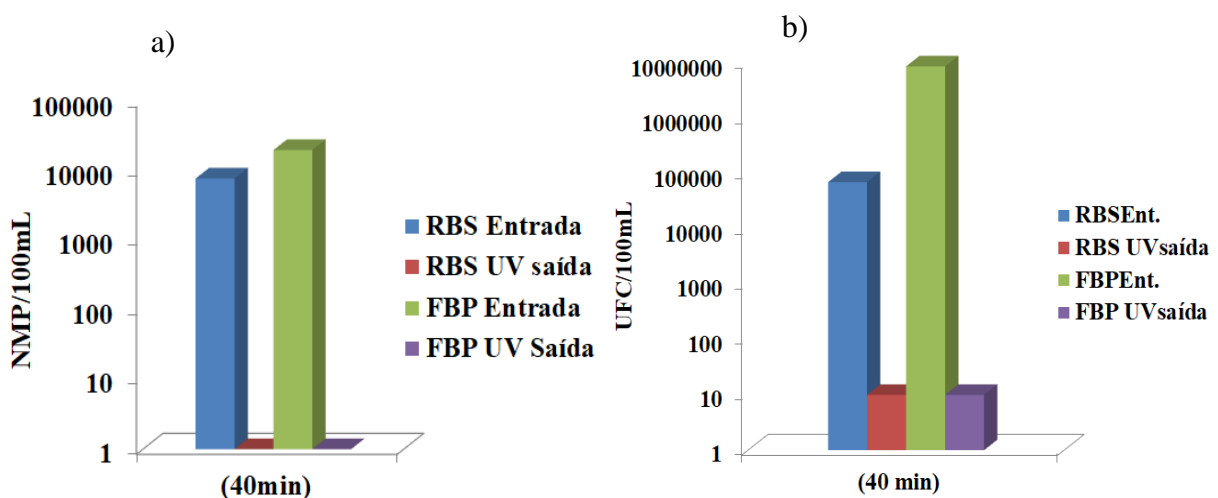 a)
100000
10000
1000
100
10
1
NMP/100mL
(40min)
RBS Entrada
RBS UV saída
FBP Entrada
FBP UV Saída
b)
10000000
1000000
100000
10000
1000
100
10
1
UFC/100mL
(40 min)
RBSEnt.
RBS UVsaída
FBPEnt.
FBP UVsaída